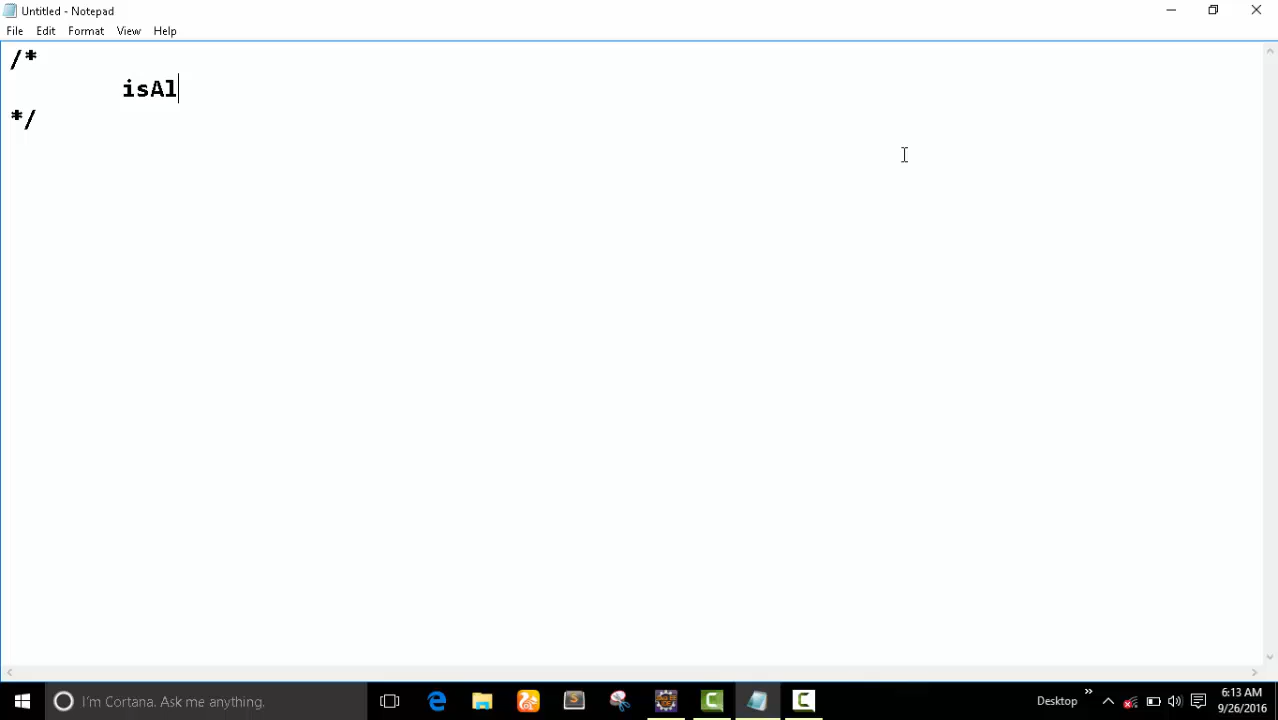 Untitled - Notepad
File Edit Format View Help
/*
isAl
*/
I'm Cortana. Ask me anything.
Desktop
6:13 AM
9/26/2016